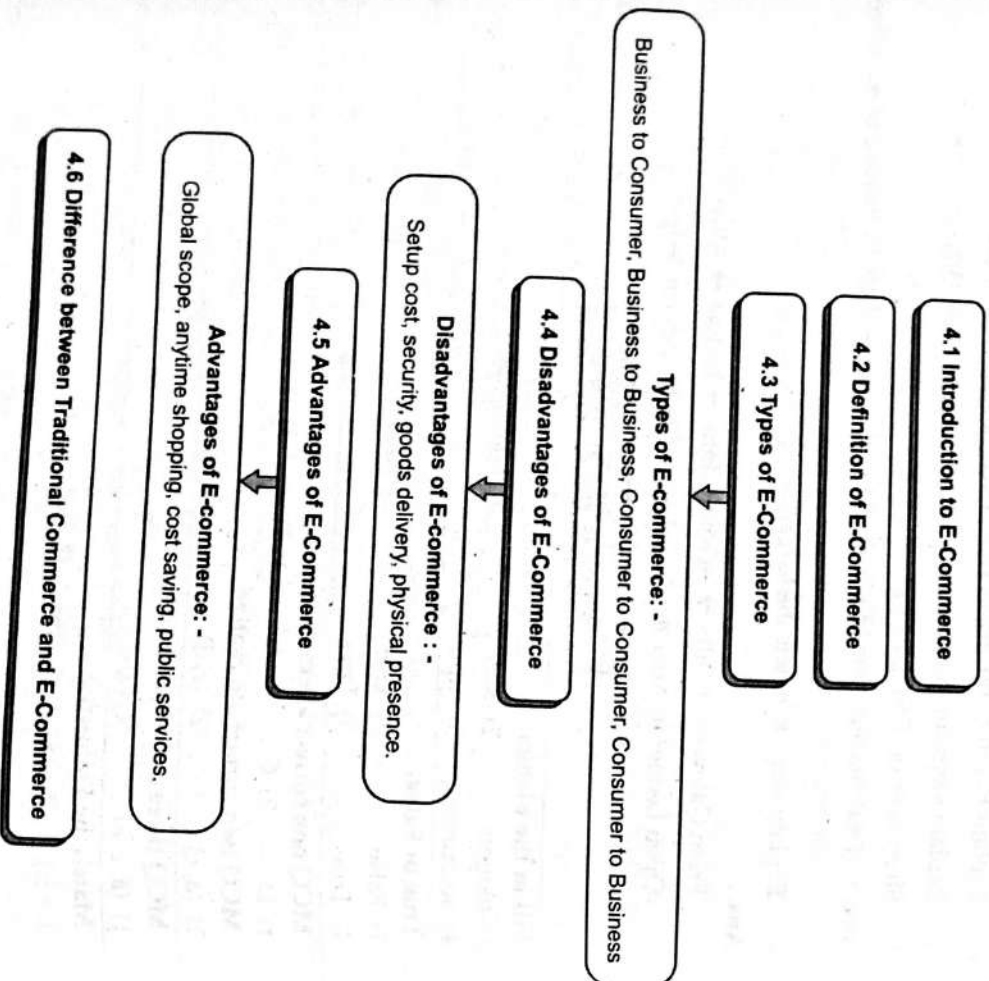 4.1 Introduction to E-Commerce
4.2 Definition of E-Commerce
4.3 Types of E-Commerce
Types of E-commerce: -
Business to Consumer, Business to Business, Consumer to Consumer, Consumer to Business
4.4 Disadvantages of E-Commerce
Disadvantages of E-commerce : -
Setup cost, security, goods delivery, physical presence.
4.5 Advantages of E-Commerce
Advantages of E-commerce: -
Global scope, anytime shopping, cost saving, public services.
4.6 Difference between Traditional Commerce and E-Commerce